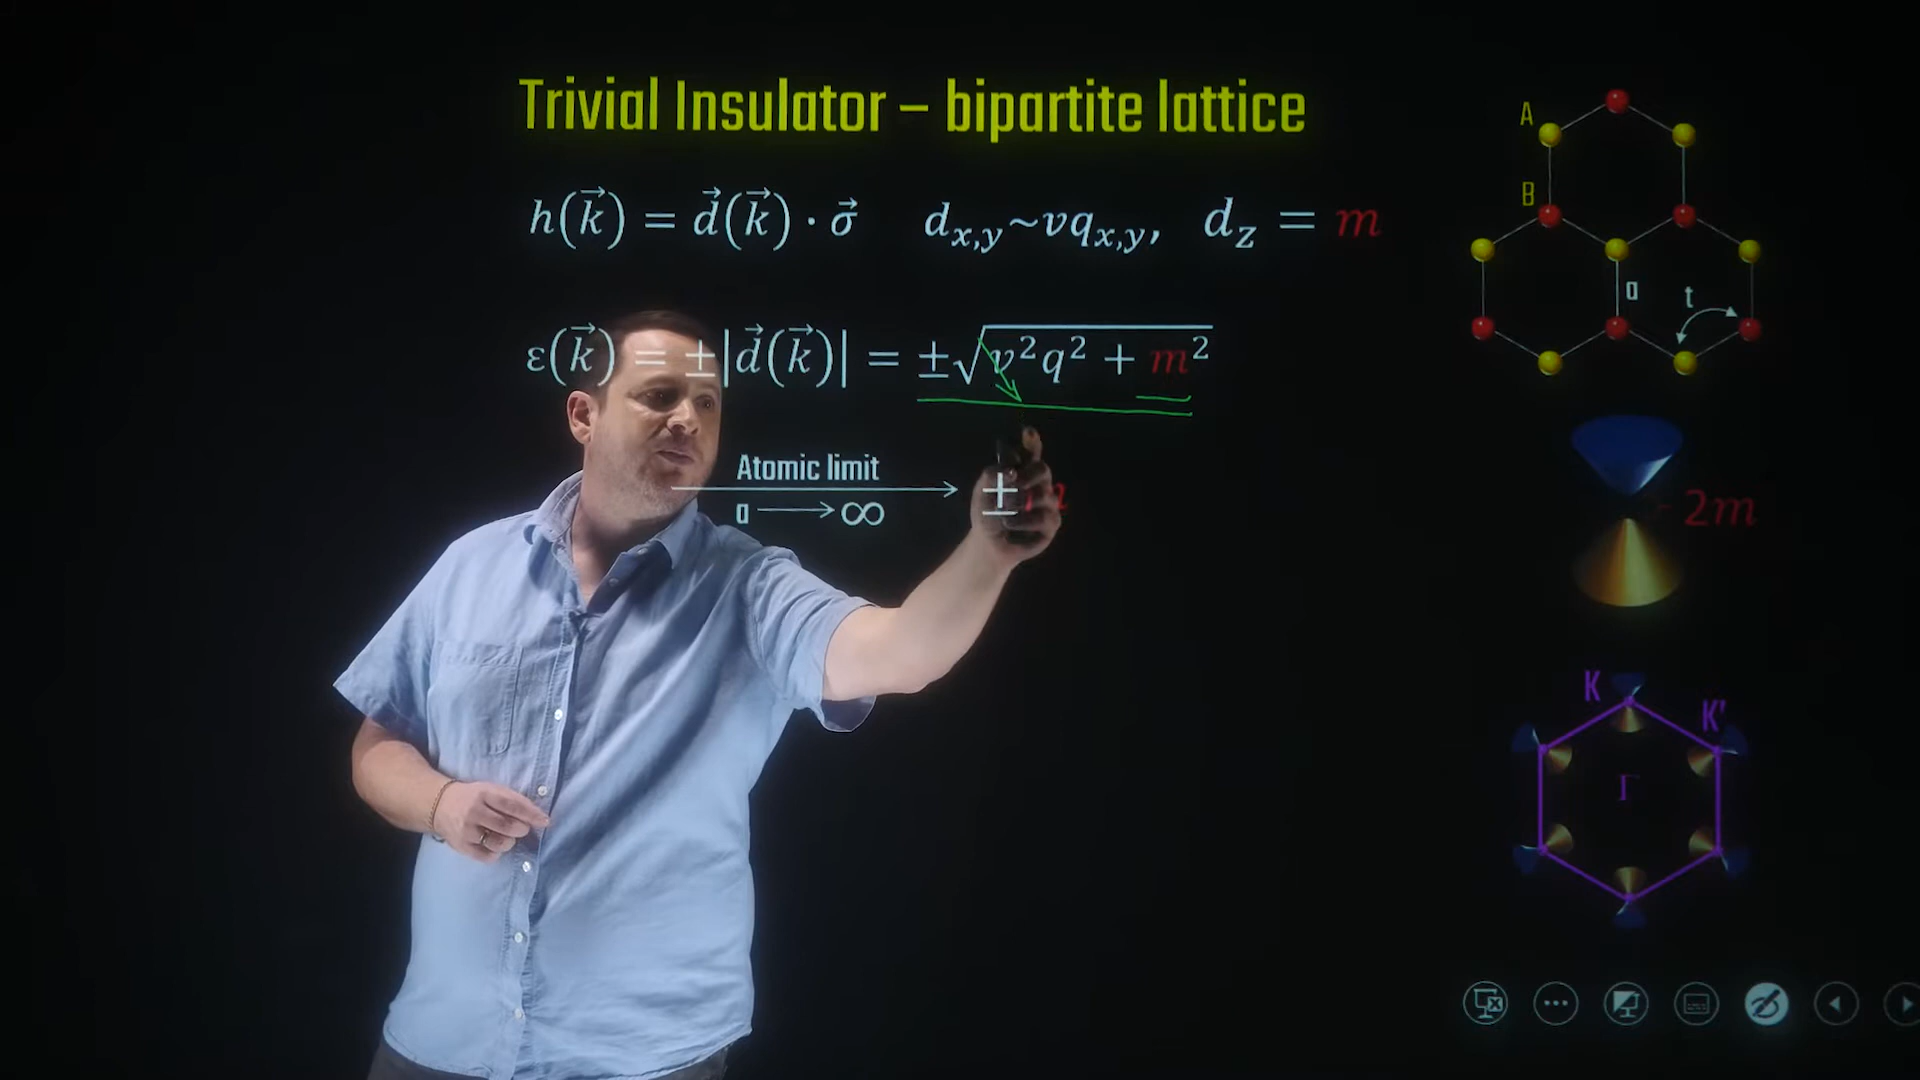 Trivial Insulator – bipartite lattice
h(k⃗) = d⃗(k⃗) · σ⃗   d_{x,y}~vq_{x,y},   d_z = m
ε(k⃗) = ±|d⃗(k⃗)| = ±√(v²q² + m²)
Atomic limit
a ⟶ ∞
± m
A
B
a
t
2m
K
K'
Γ